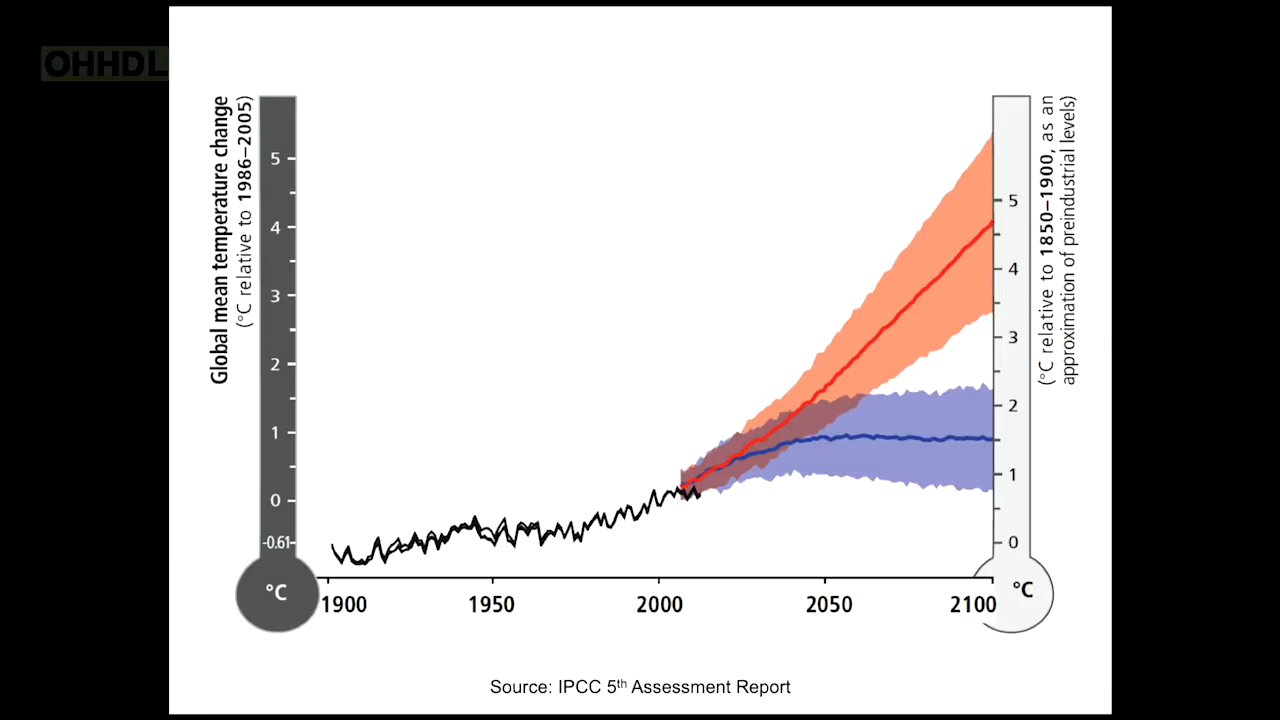 OHHDL
Global mean temperature change
(°C relative to 1986–2005)
5
4
3
2
1
0
-0.61
°C
1900
1950
2000
2050
2100
5
4
3
2
1
0
°C
(°C relative to 1850–1900, as an
approximation of preindustrial levels)
Source: IPCC 5th Assessment Report